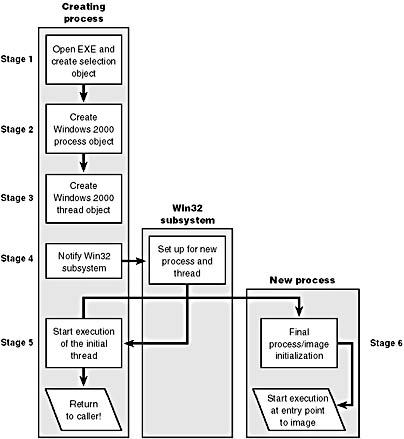 Creating
process
Stage 1
Open EXE and
create selection
object
Stage 2
Create
Windows 2000
process object
Stage 3
Create
Windows 2000
thread object
Win32
subsystem
Stage 4
Notify Win32
subsystem
Set up for new
process and
thread
New process
Stage 5
Start execution
of the initial
thread
Final
process/image
initialization
Stage 6
Return
to caller!
Start execution
at entry point
to image